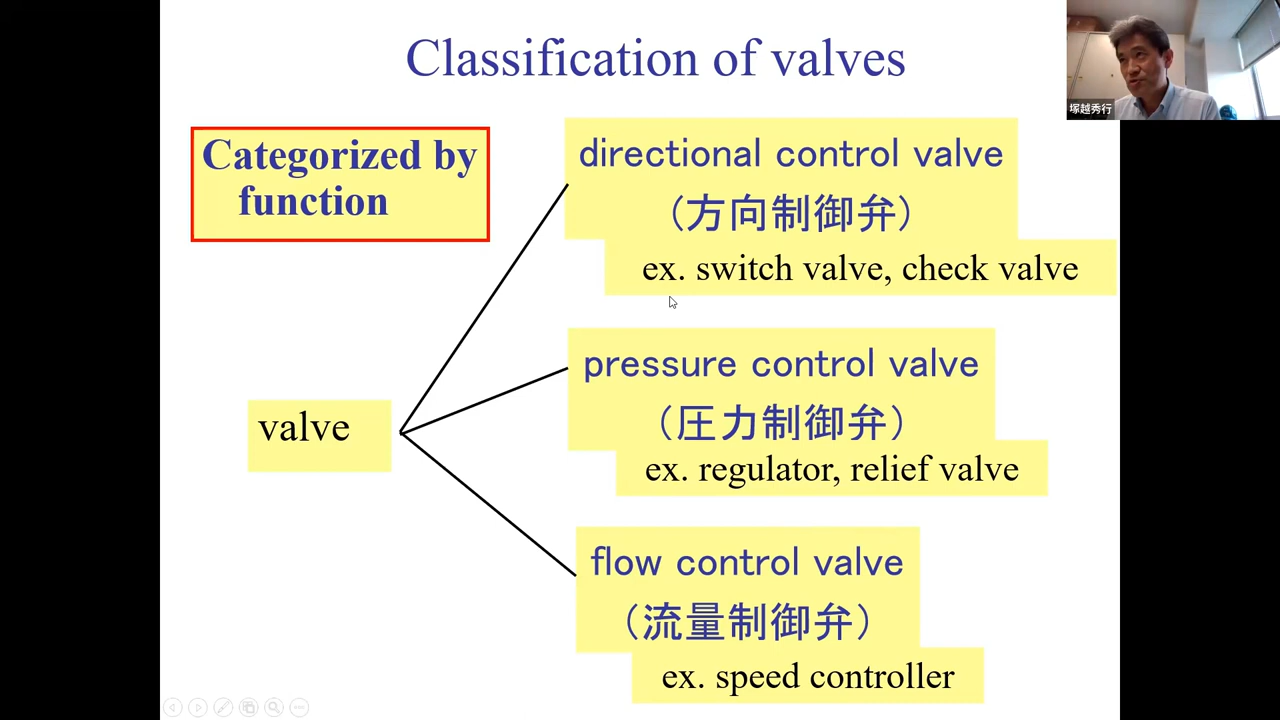 Classification of valves
塚越秀行
Categorized by
function
directional control valve
（方向制御弁）
ex. switch valve, check valve
valve
pressure control valve
（圧力制御弁）
ex. regulator, relief valve
flow control valve
（流量制御弁）
ex. speed controller